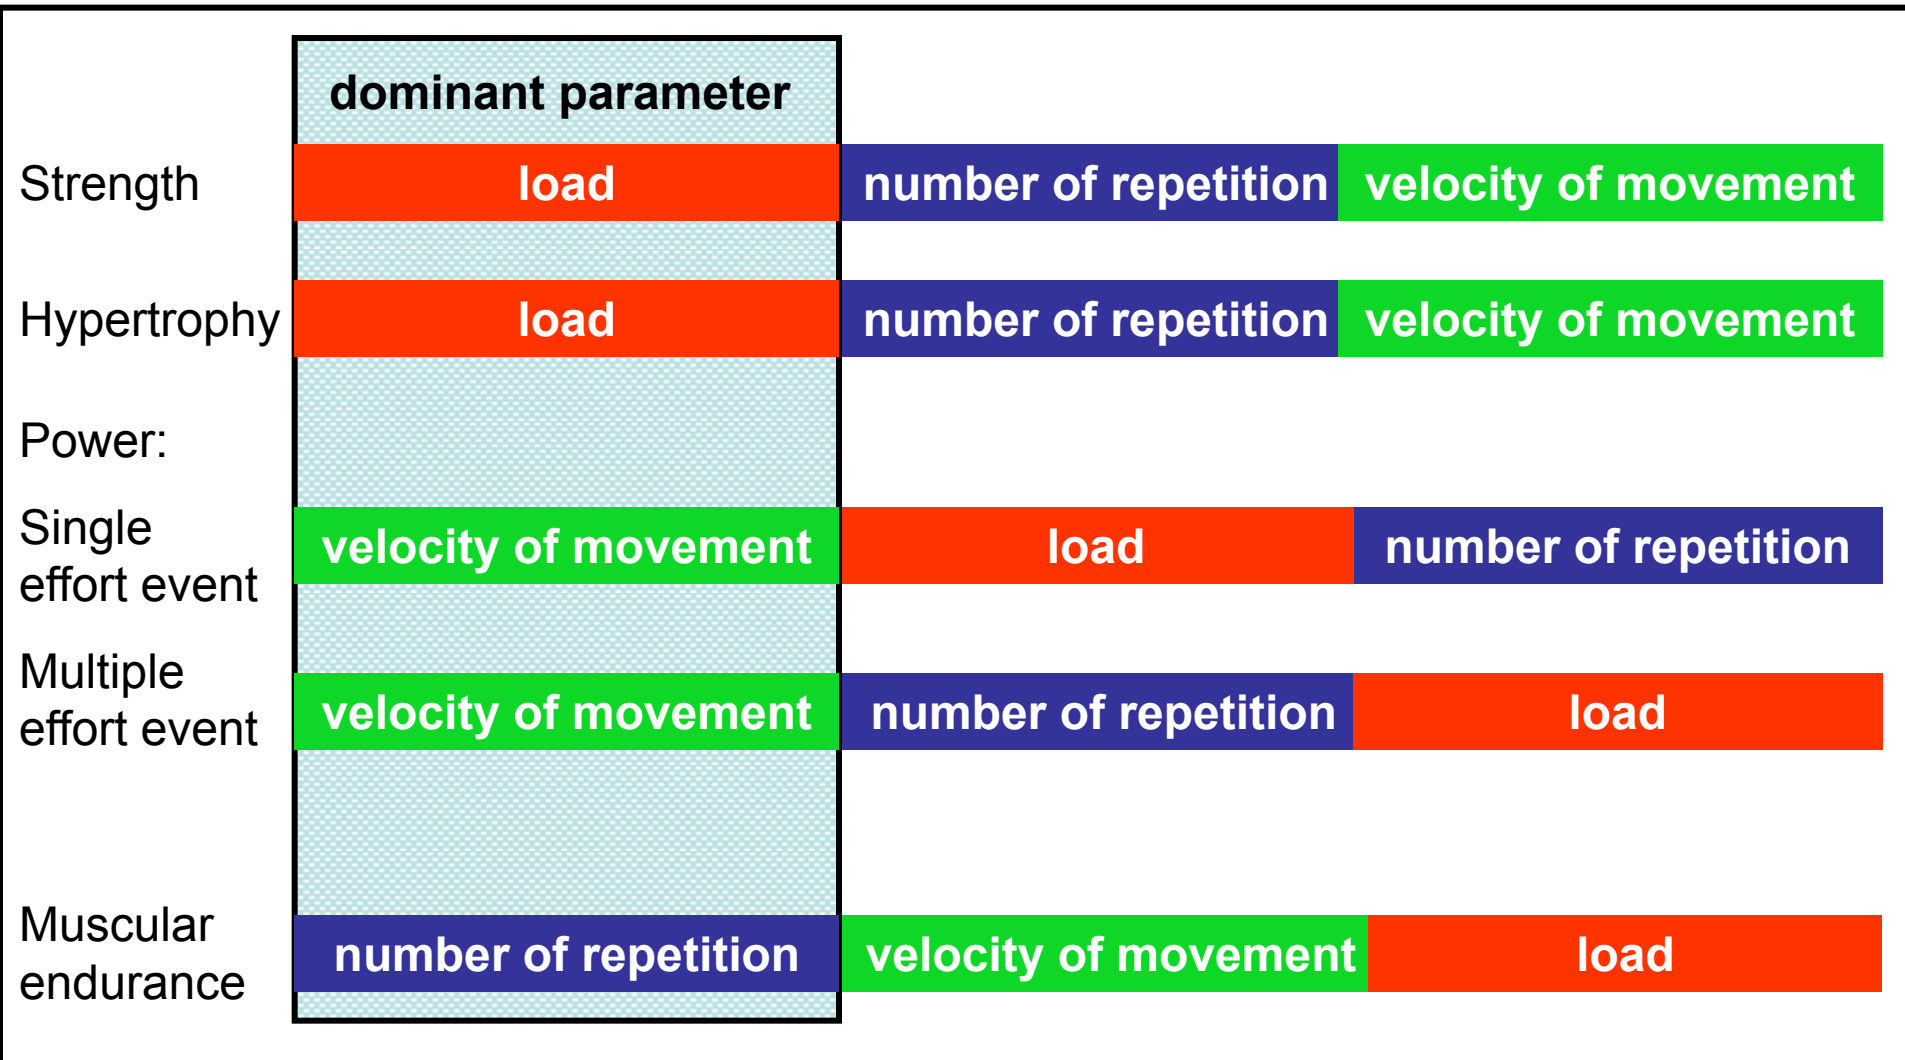 dominant parameter
Strength load number of repetition velocity of movement
Hypertrophy load number of repetition velocity of movement
Power:
Single
effort event
velocity of movement load number of repetition
Multiple
effort event
velocity of movement number of repetition load
Muscular
endurance
number of repetition velocity of movement load